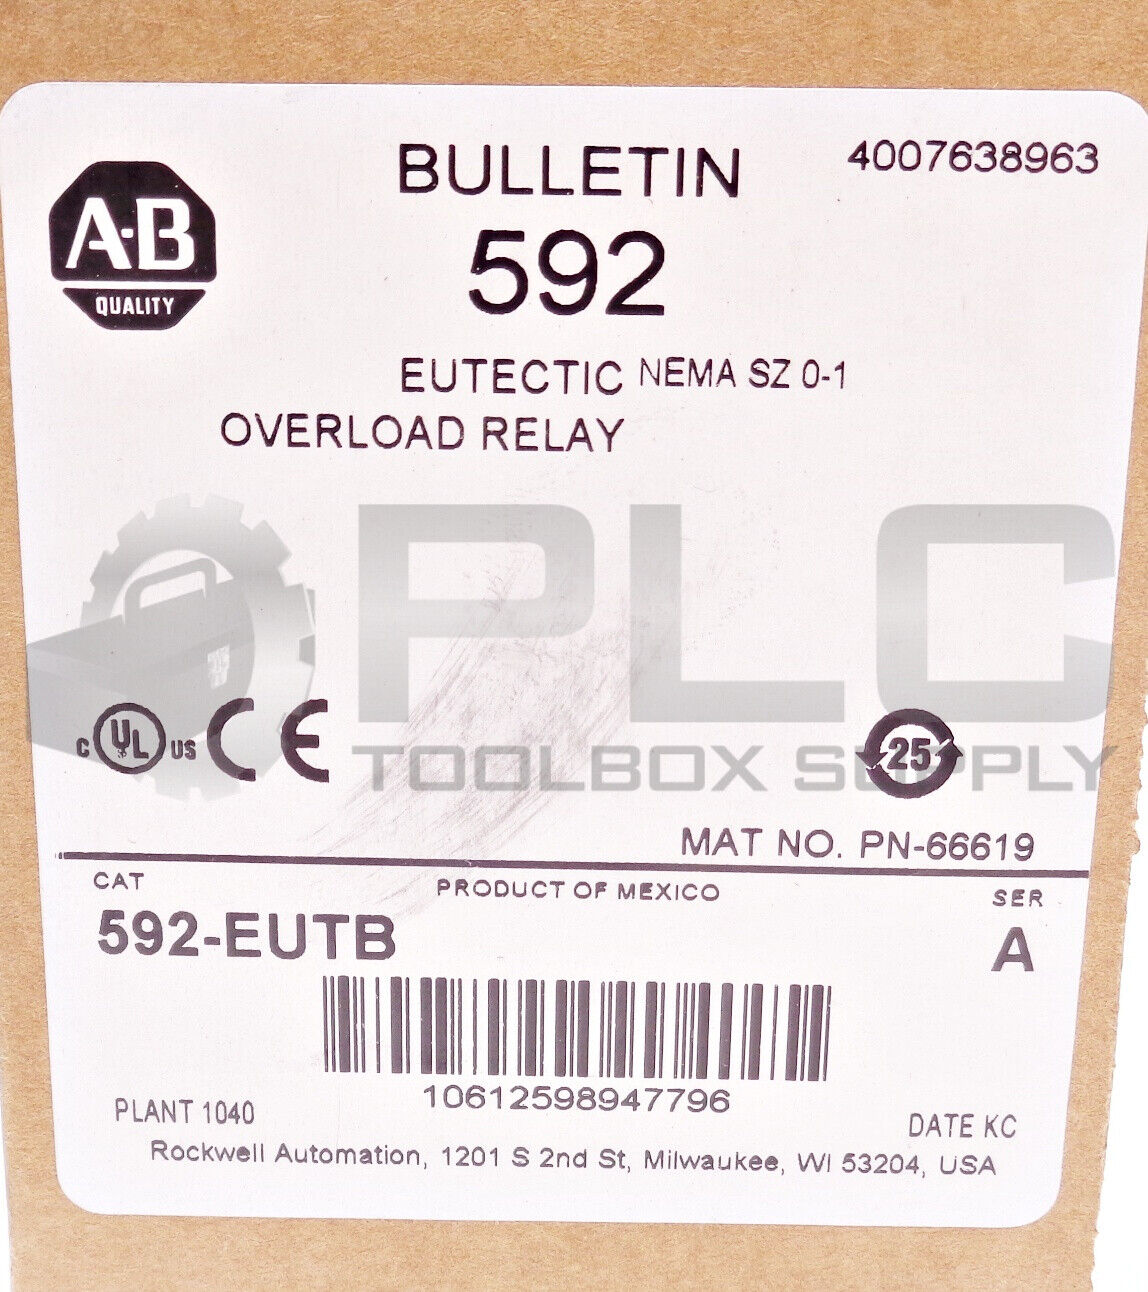 BULLETIN
4007638963
A-B
QUALITY
592
EUTECTIC NEMA SZ 0-1
OVERLOAD RELAY
PLC
TOOLBOX SUPPLY
C UL US CE
25
MAT NO. PN-66619
CAT
PRODUCT OF MEXICO
SER
592-EUTB
A
10612598947796
PLANT 1040
DATE KC
Rockwell Automation, 1201 S 2nd St, Milwaukee, WI 53204, USA